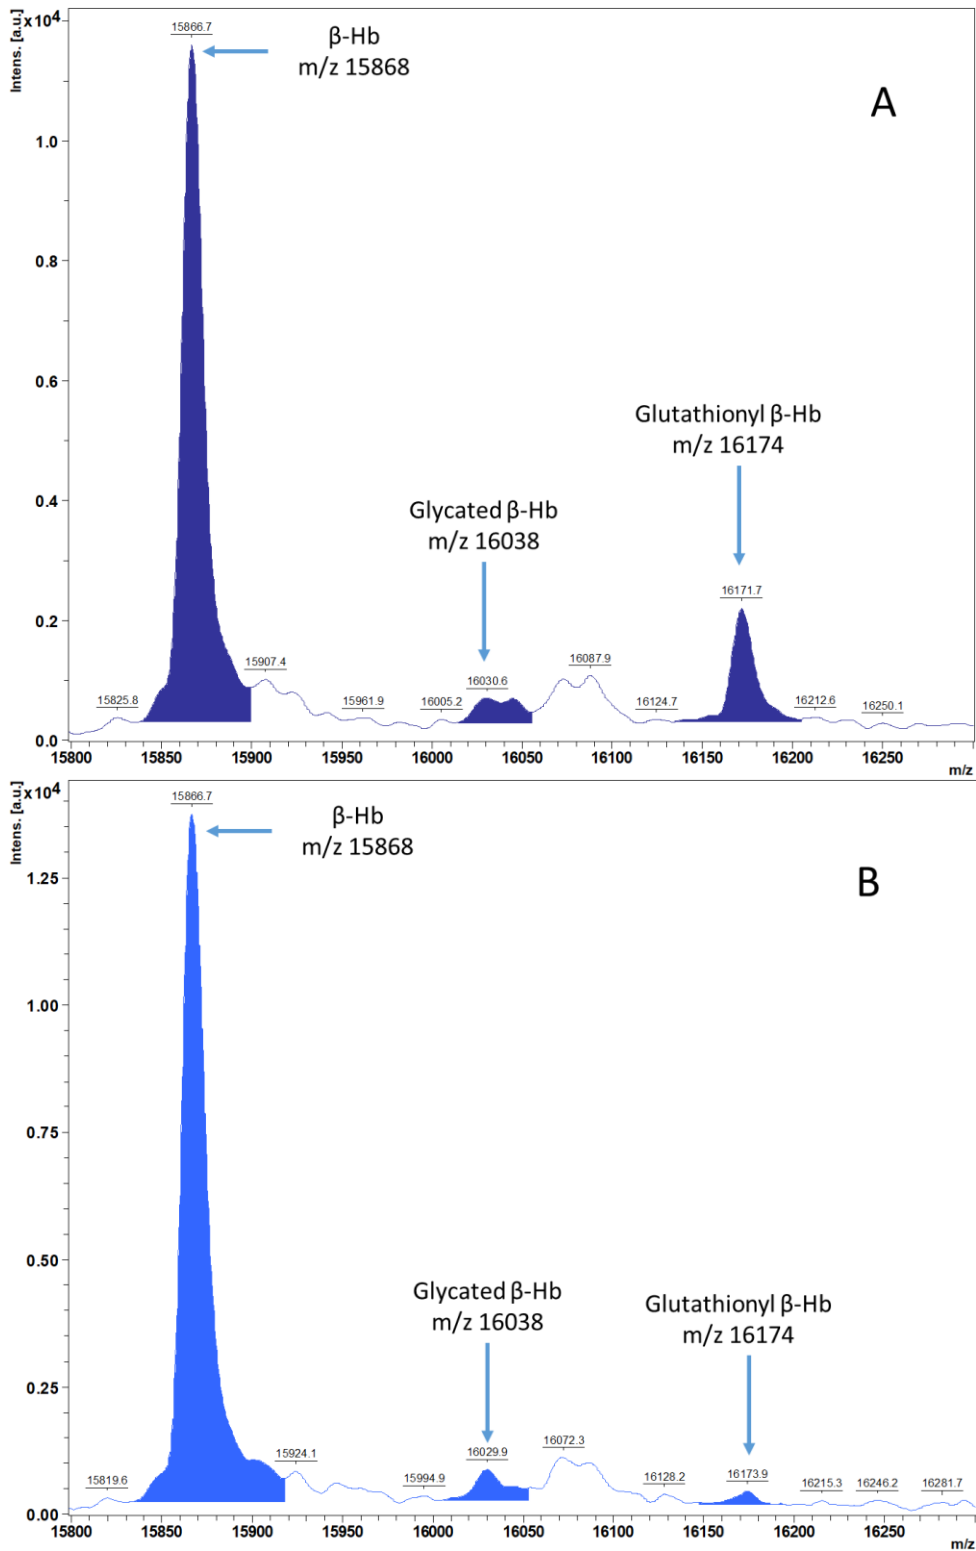 Intens. [a.u.]
x10⁴
15866.7
β-Hb
m/z 15868
A
1.0
0.8
0.6
Glutathionyl β-Hb
m/z 16174
0.4
Glycated β-Hb
m/z 16038
16171.7
0.2
15907.4
16087.9
16030.6
15825.8
15961.9
16005.2
16124.7
16212.6
16250.1
0.0
15800 15850 15900 15950 16000 16050 16100 16150 16200 16250
m/z
Intens. [a.u.]
x10⁴
15866.7
β-Hb
m/z 15868
B
1.25
1.00
0.75
0.50
Glycated β-Hb
m/z 16038
Glutathionyl β-Hb
m/z 16174
0.25
16072.3
15924.1
16029.9
15819.6
15994.9
16128.2
16173.9
16215.3
16246.2
16281.7
0.00
15800 15850 15900 15950 16000 16050 16100 16150 16200 16250
m/z